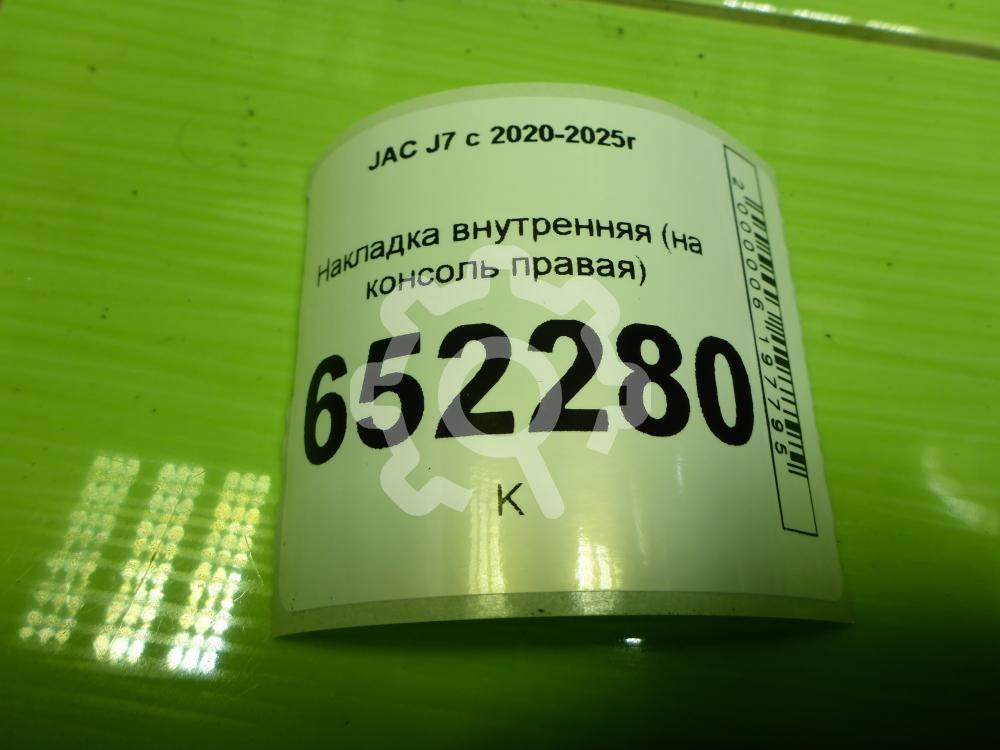 JAC J7 с 2020-2025г
Накладка внутренняя (на
консоль правая)
652280
К
2000006197795